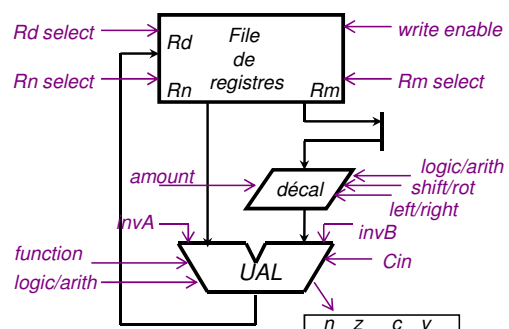 Rd select
File
de
registres
write enable
Rd
Rn select
Rn
Rm
Rm select
amount
décal
logic/arith
shift/rot
left/right
invA
invB
function
logic/arith
UAL
Cin
n z c v